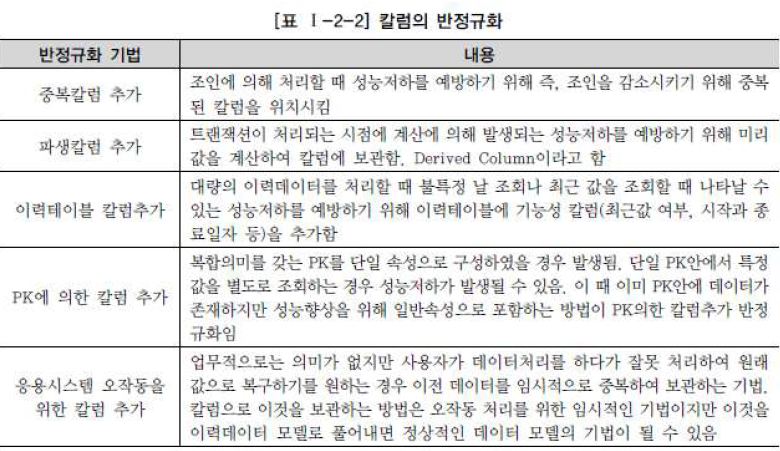 [표 Ⅰ-2-2] 칼럼의 반정규화
반정규화 기법
내용
중복칼럼 추가
조인에 의해 처리할 때 성능저하를 예방하기 위해 즉, 조인을 감소시키기 위해 중복
된 칼럼을 위치시킴
파생칼럼 추가
트랜잭션이 처리되는 시점에 계산에 의해 발생되는 성능저하를 예방하기 위해 미리
값을 계산하여 칼럼에 보관함. Derived Column이라고 함
이력테이블 칼럼추가
대량의 이력데이터를 처리할 때 불특정 날 조회나 최근 값을 조회할 때 나타날 수
있는 성능저하를 예방하기 위해 이력테이블에 기능성 칼럼(최근값 여부, 시작과 종
료일자 등)을 추가함
PK에 의한 칼럼 추가
복합의미를 갖는 PK를 단일 속성으로 구성하였을 경우 발생됨. 단일 PK안에서 특정
값을 별도로 조회하는 경우 성능저하가 발생될 수 있음. 이 때 이미 PK안에 데이터가
존재하지만 성능향상을 위해 일반속성으로 포함하는 방법이 PK의한 칼럼추가 반정
규화임
응용시스템 오작동을
위한 칼럼 추가
업무적으로는 의미가 없지만 사용자가 데이터처리를 하다가 잘못 처리하여 원래
값으로 복구하기를 원하는 경우 이전 데이터를 임시적으로 중복하여 보관하는 기법.
칼럼으로 이것을 보관하는 방법은 오작동 처리를 위한 임시적인 기법이지만 이것을
이력데이터 모델로 풀어내면 정상적인 데이터 모델의 기법이 될 수 있음